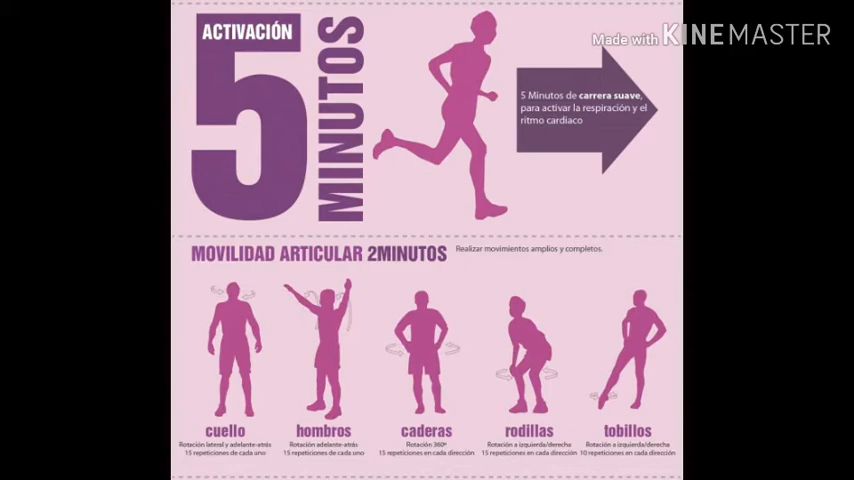 Made with KINEMASTER
ACTIVACIÓN
5
MINUTOS
5 Minutos de carrera suave,
para activar la respiración y el
ritmo cardiaco
MOVILIDAD ARTICULAR 2MINUTOS
Realizar movimientos amplios y completos.
cuello
Rotación lateral y adelante-atrás
15 repeticiones de cada uno
hombros
Rotación adelante-atrás
15 repeticiones de cada uno
caderas
Rotación 360º
15 repeticiones en cada dirección
rodillas
Rotación a izquierda/derecha
15 repeticiones en cada dirección
tobillos
Rotación a izquierda/derecha
10 repeticiones en cada dirección